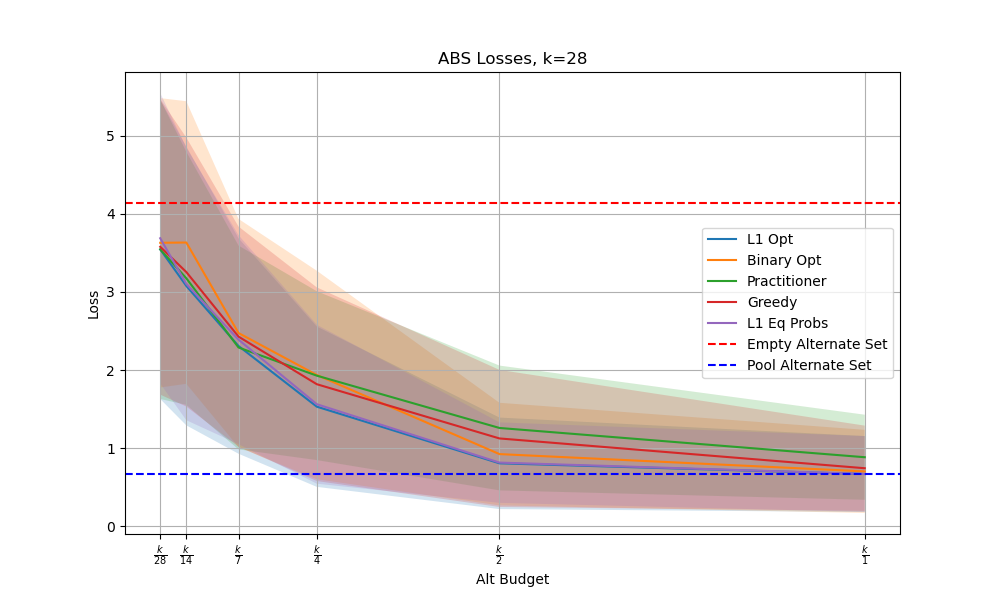 ABS Losses, k=28
Loss
5
4
3
2
1
0
L1 Opt
Binary Opt
Practitioner
Greedy
L1 Eq Probs
Empty Alternate Set
Pool Alternate Set
k/28 k/14 k/7 k/4 k/2 k/1
Alt Budget